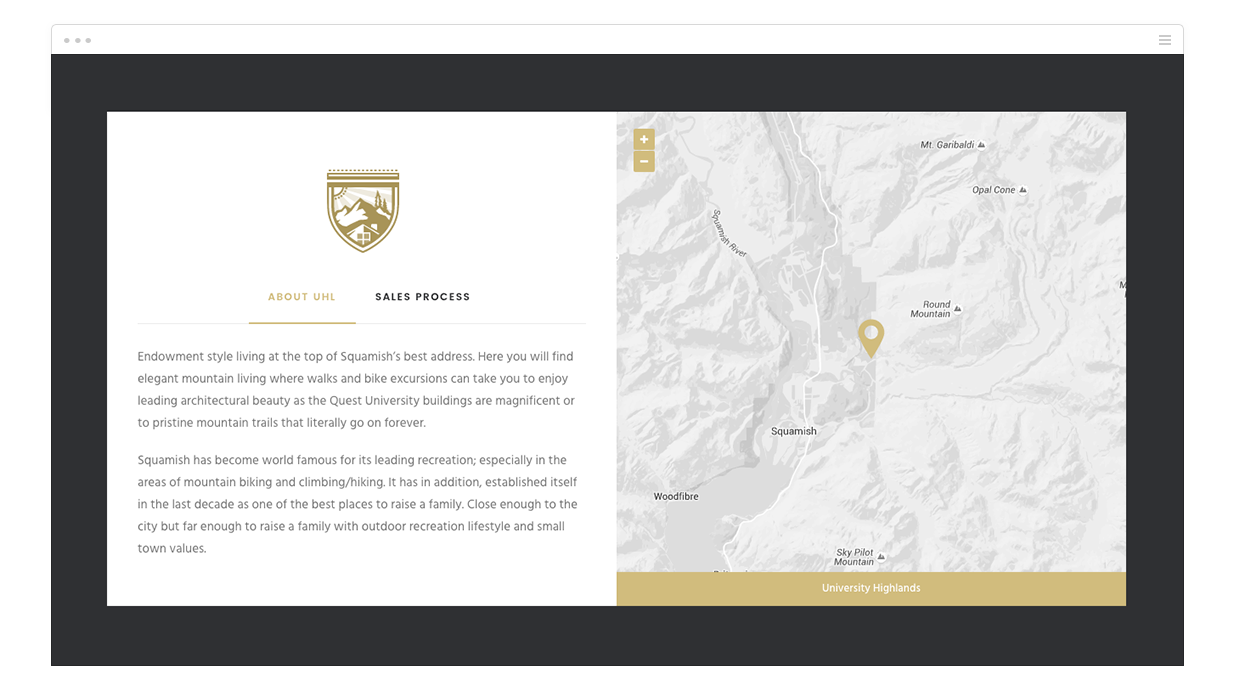 ABOUT UHL
SALES PROCESS
Endowment style living at the top of Squamish’s best address. Here you will find
elegant mountain living where walks and bike excursions can take you to enjoy
leading architectural beauty as the Quest University buildings are magnificent or
to pristine mountain trails that literally go on forever.
Squamish has become world famous for its leading recreation; especially in the
areas of mountain biking and climbing/hiking. It has in addition, established itself
in the last decade as one of the best places to raise a family. Close enough to the
city but far enough to raise a family with outdoor recreation lifestyle and small
town values.
+
−
Mt. Garibaldi
Opal Cone
Squamish River
Round
Mountain
Squamish
Woodfibre
Sky Pilot
Mountain
University Highlands